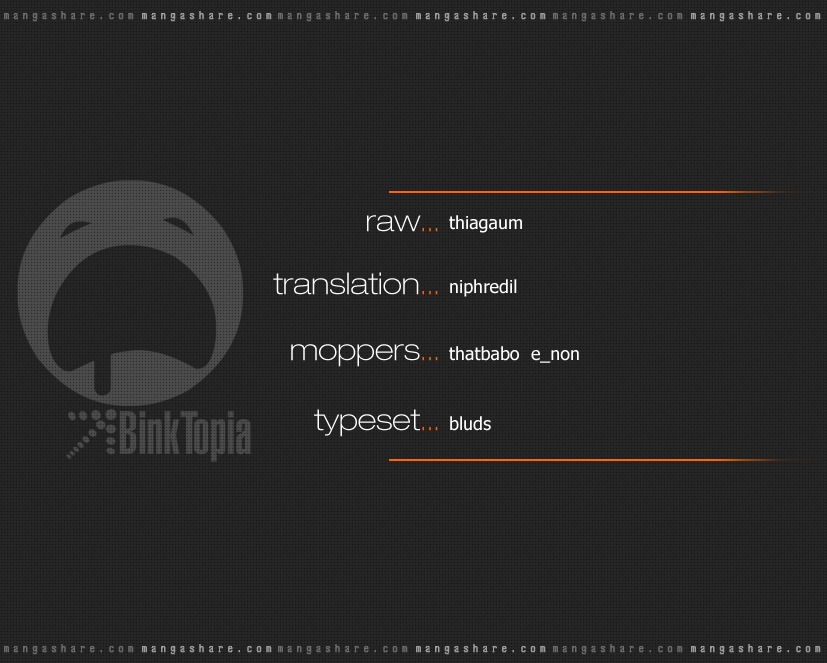 mangashare.com mangashare.com mangashare.com mangashare.com mangashare.com mangashare.com
raw... thiagaum
translation... niphredil
moppers... thatbabo e_non
typeset... bluds
BinkTopia
mangashare.com mangashare.com mangashare.com mangashare.com mangashare.com mangashare.com